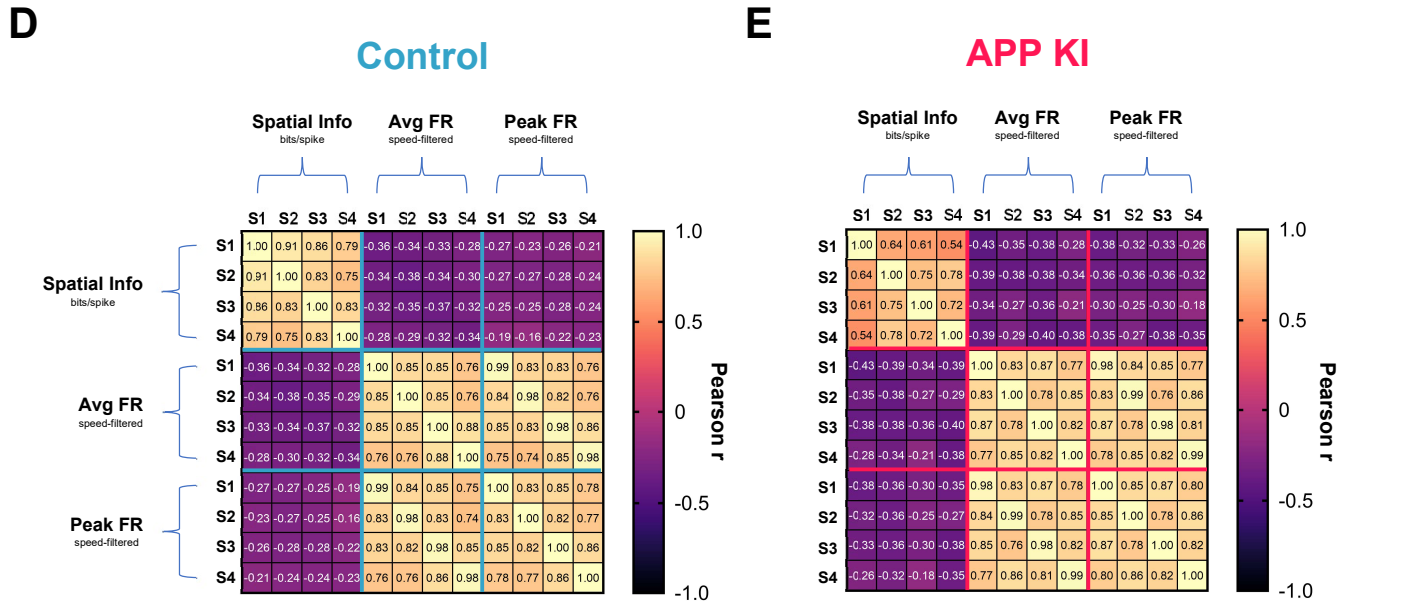 D
Control
Spatial Info Avg FR Peak FR
bits/spike speed-filtered speed-filtered
S1 S2 S3 S4 S1 S2 S3 S4 S1 S2 S3 S4
S1 1.00 0.91 0.86 0.79 -0.36 -0.34 -0.33 -0.28 -0.27 -0.23 -0.26 -0.21
S2 0.91 1.00 0.83 0.75 -0.34 -0.38 -0.34 -0.30 -0.27 -0.27 -0.28 -0.24
S3 0.86 0.83 1.00 0.83 -0.32 -0.35 -0.37 -0.32 -0.25 -0.25 -0.28 -0.24
S4 0.79 0.75 0.83 1.00 -0.28 -0.29 -0.32 -0.34 -0.19 -0.16 -0.22 -0.23
S1 -0.36 -0.34 -0.32 -0.28 1.00 0.85 0.85 0.76 0.99 0.83 0.83 0.76
S2 -0.34 -0.38 -0.35 -0.29 0.85 1.00 0.85 0.76 0.84 0.98 0.82 0.76
S3 -0.33 -0.34 -0.37 -0.32 0.85 0.85 1.00 0.88 0.85 0.83 0.98 0.86
S4 -0.28 -0.30 -0.32 -0.34 0.76 0.76 0.88 1.00 0.75 0.74 0.85 0.98
S1 -0.27 -0.27 -0.25 -0.19 0.99 0.84 0.85 0.75 1.00 0.83 0.85 0.78
S2 -0.23 -0.27 -0.25 -0.16 0.83 0.98 0.83 0.74 0.83 1.00 0.82 0.77
S3 -0.26 -0.28 -0.28 -0.22 0.83 0.82 0.98 0.85 0.85 0.82 1.00 0.86
S4 -0.21 -0.24 -0.24 -0.23 0.76 0.76 0.86 0.98 0.78 0.77 0.86 1.00
Spatial Info
bits/spike
Avg FR
speed-filtered
Peak FR
speed-filtered
1.0
0.5
0
-0.5
-1.0
Pearson r
E
APP KI
Spatial Info Avg FR Peak FR
bits/spike speed-filtered speed-filtered
S1 S2 S3 S4 S1 S2 S3 S4 S1 S2 S3 S4
S1 1.00 0.64 0.61 0.54 -0.43 -0.35 -0.38 -0.28 -0.38 -0.32 -0.33 -0.26
S2 0.64 1.00 0.75 0.78 -0.39 -0.38 -0.38 -0.34 -0.36 -0.36 -0.36 -0.32
S3 0.61 0.75 1.00 0.72 -0.34 -0.27 -0.36 -0.21 -0.30 -0.25 -0.30 -0.18
S4 0.54 0.78 0.72 1.00 -0.39 -0.29 -0.40 -0.38 -0.35 -0.27 -0.38 -0.35
S1 -0.43 -0.39 -0.34 -0.39 1.00 0.83 0.87 0.77 0.98 0.84 0.85 0.77
S2 -0.35 -0.38 -0.27 -0.29 0.83 1.00 0.78 0.85 0.83 0.99 0.76 0.86
S3 -0.38 -0.38 -0.36 -0.40 0.87 0.78 1.00 0.82 0.87 0.78 0.98 0.81
S4 -0.28 -0.34 -0.21 -0.38 0.77 0.85 0.82 1.00 0.78 0.85 0.82 0.99
S1 -0.38 -0.36 -0.30 -0.35 0.98 0.83 0.87 0.78 1.00 0.85 0.87 0.80
S2 -0.32 -0.36 -0.25 -0.27 0.84 0.99 0.78 0.85 0.85 1.00 0.78 0.86
S3 -0.33 -0.36 -0.30 -0.38 0.85 0.76 0.98 0.82 0.87 0.78 1.00 0.82
S4 -0.26 -0.32 -0.18 -0.35 0.77 0.86 0.81 0.99 0.80 0.86 0.82 1.00
1.0
0.5
0
-0.5
-1.0
Pearson r